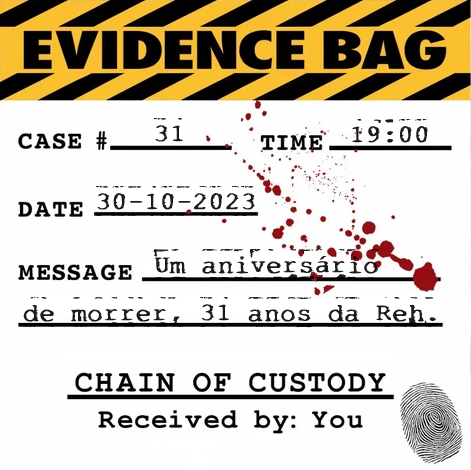 EVIDENCE BAG
CASE # 31 TIME 19:00
DATE 30-10-2023
MESSAGE Um aniversário
de morrer, 31 anos da Reh.
CHAIN OF CUSTODY
Received by: You